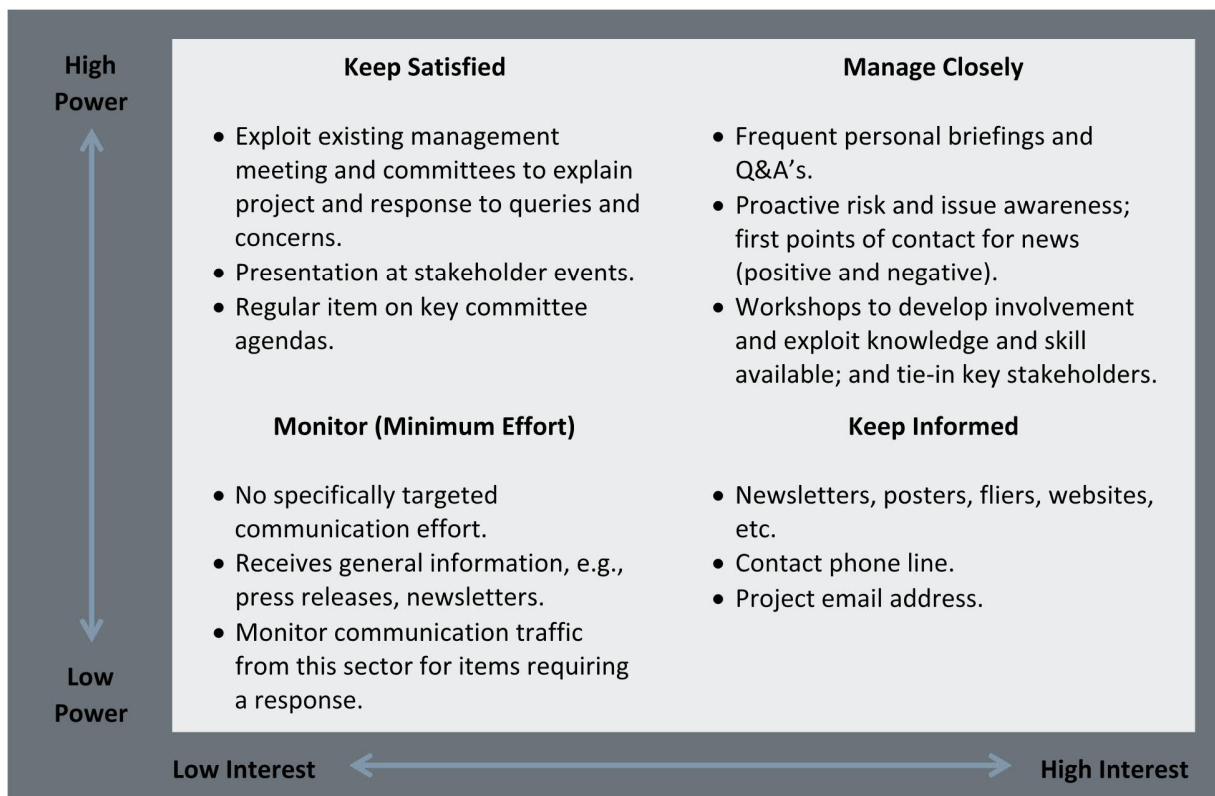 High
Power
Keep Satisfied
• Exploit existing management
meeting and committees to explain
project and response to queries and
concerns.
• Presentation at stakeholder events.
• Regular item on key committee
agendas.
Manage Closely
• Frequent personal briefings and
Q&A's.
• Proactive risk and issue awareness;
first points of contact for news
(positive and negative).
• Workshops to develop involvement
and exploit knowledge and skill
available; and tie-in key stakeholders.
Monitor (Minimum Effort)
• No specifically targeted
communication effort.
• Receives general information, e.g.,
press releases, newsletters.
• Monitor communication traffic
from this sector for items requiring
a response.
Keep Informed
• Newsletters, posters, fliers, websites,
etc.
• Contact phone line.
• Project email address.
Low
Power
Low Interest
High Interest